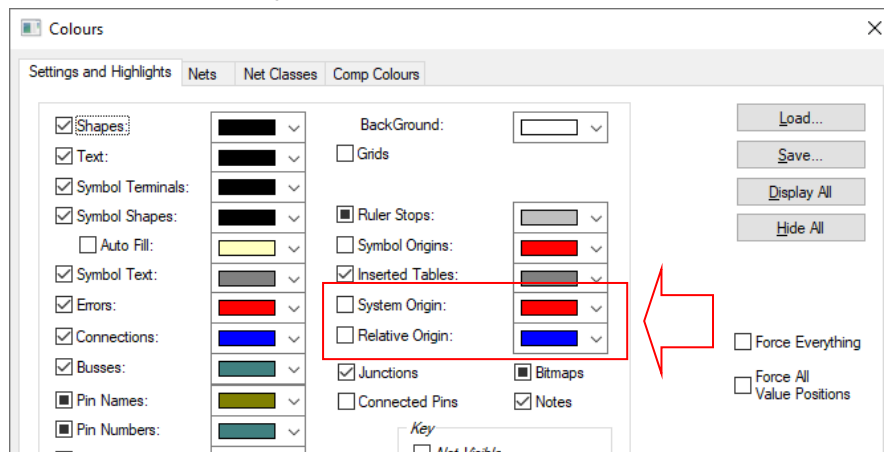 Colours
Settings and Highlights Nets Net Classes Comp Colours
Shapes:
Text:
Symbol Terminals:
Symbol Shapes:
Auto Fill:
Symbol Text:
Errors:
Connections:
Busses:
Pin Names:
Pin Numbers:
BackGround:
Grids
Ruler Stops:
Symbol Origins:
Inserted Tables:
System Origin:
Relative Origin:
Junctions
Bitmaps
Connected Pins
Notes
Key
Not Visible
Load...
Save...
Display All
Hide All
Force Everything
Force All
Value Positions